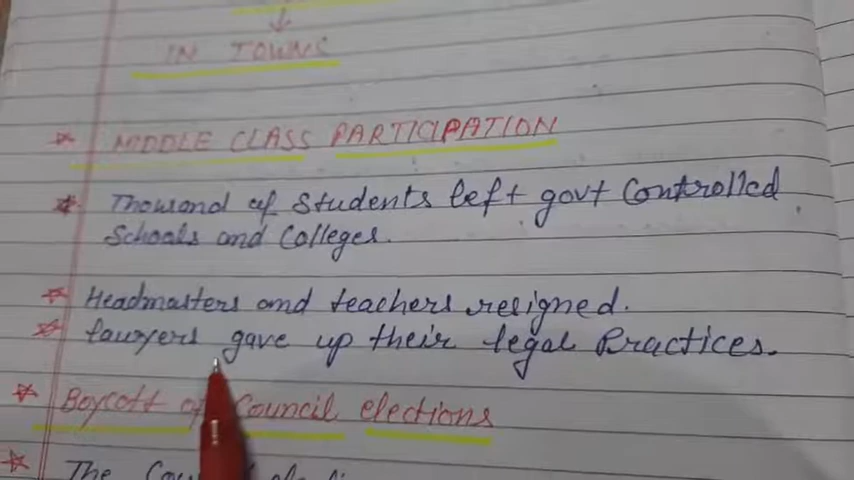 IN TOWNS
MIDDLE CLASS PARTICIPATION
Thousand of Students left govt Controlled
Schools and Colleges.
Headmasters and teachers resigned.
lawyers gave up their legal Practices.
Boycott of Council elections
The